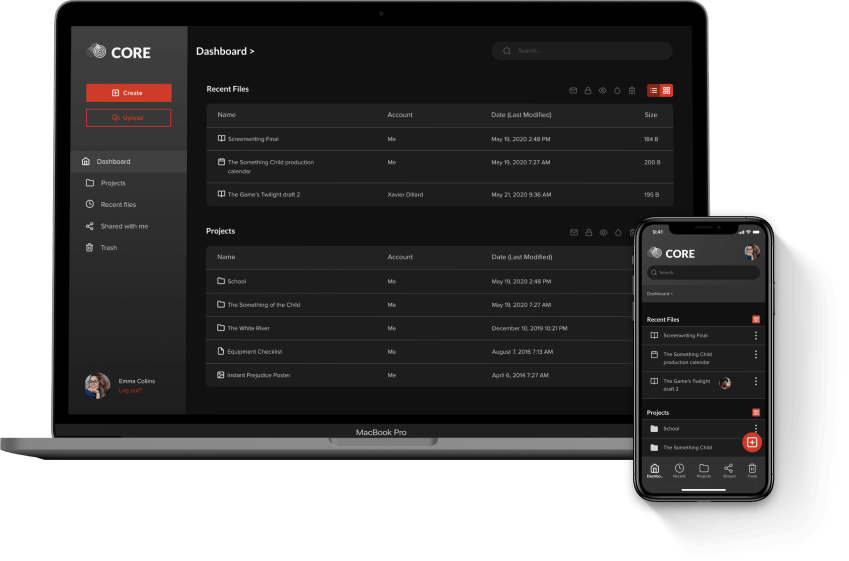 CORE
Create
Upload
Dashboard
Projects
Recent files
Shared with me
Trash
Emma Collins
Log out?
Dashboard >
Search...
Recent Files
Name Account Date (Last Modified) Size
Screenwriting Final Me May 19, 2020 2:48 PM 184 B
The Something Child production Me May 19, 2020 7:27 AM 200 B
calendar
The Game's Twilight draft 2 Xavier Dillard May 21, 2020 9:36 AM 195 B
Projects
Name Account Date (Last Modified)
School Me May 19, 2020 2:48 PM
The Something of the Child Me May 19, 2020 7:27 AM
The White River Me December 10, 2019 10:21 PM
Equipment Checklist Me August 7, 2016 7:13 AM
Instant Prejudice Poster Me April 6, 2014 7:27 AM
MacBook Pro
9:41
CORE
Search...
Dashboard >
Recent Files
Screenwriting Final
The Something Child
production calendar
The Game's Twilight
draft 2
Projects
School
The Something Child
Dashbo... Recent Projects Shared Trash